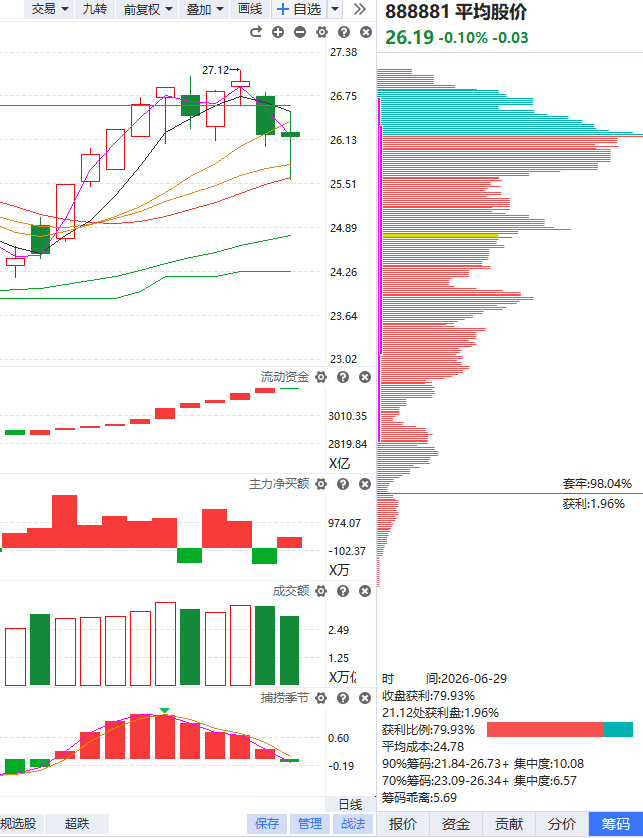 交易 九转 前复权 叠加 画线 + 自选
888881 平均股价
26.19 -0.10% -0.03
27.38
27.12→
26.75
26.13
25.51
24.89
24.26
23.64
23.02
流动资金
3010.35
2819.84
X亿
主力净买额
974.07
-102.37
X万
成交额
2.49
1.25
X万亿
捕捞季节
0.60
-0.19
日线
规选股 超跌 保存 管理 战法
套牢:98.04%
获利:1.96%
时 间:2026-06-29
收盘获利:79.93%
21.12处获利盘:1.96%
获利比例:79.93%
平均成本:24.78
90%筹码:21.84-26.73+ 集中度:10.08
70%筹码:23.09-26.34+ 集中度:6.57
筹码乖离:5.69
报价 资金 贡献 分价 筹码